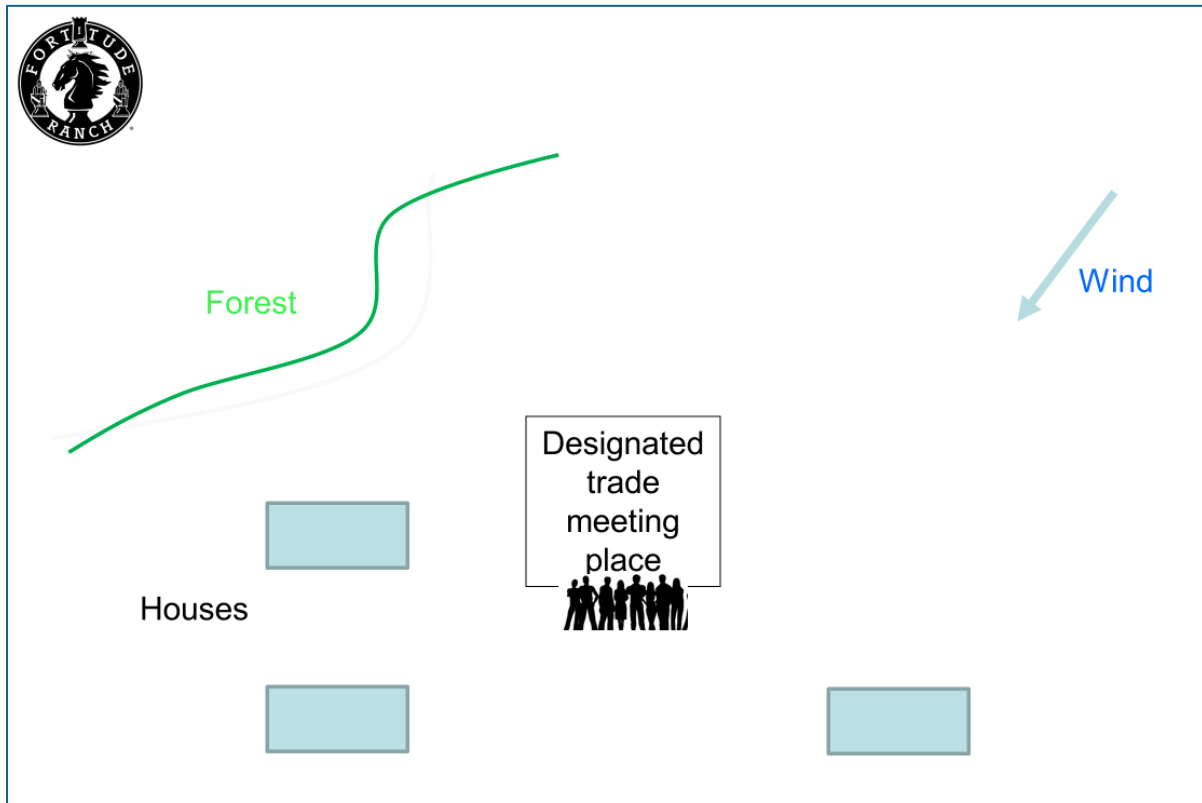 FORTITUDE
RANCH
Forest
Wind
Designated
trade
meeting
place
Houses